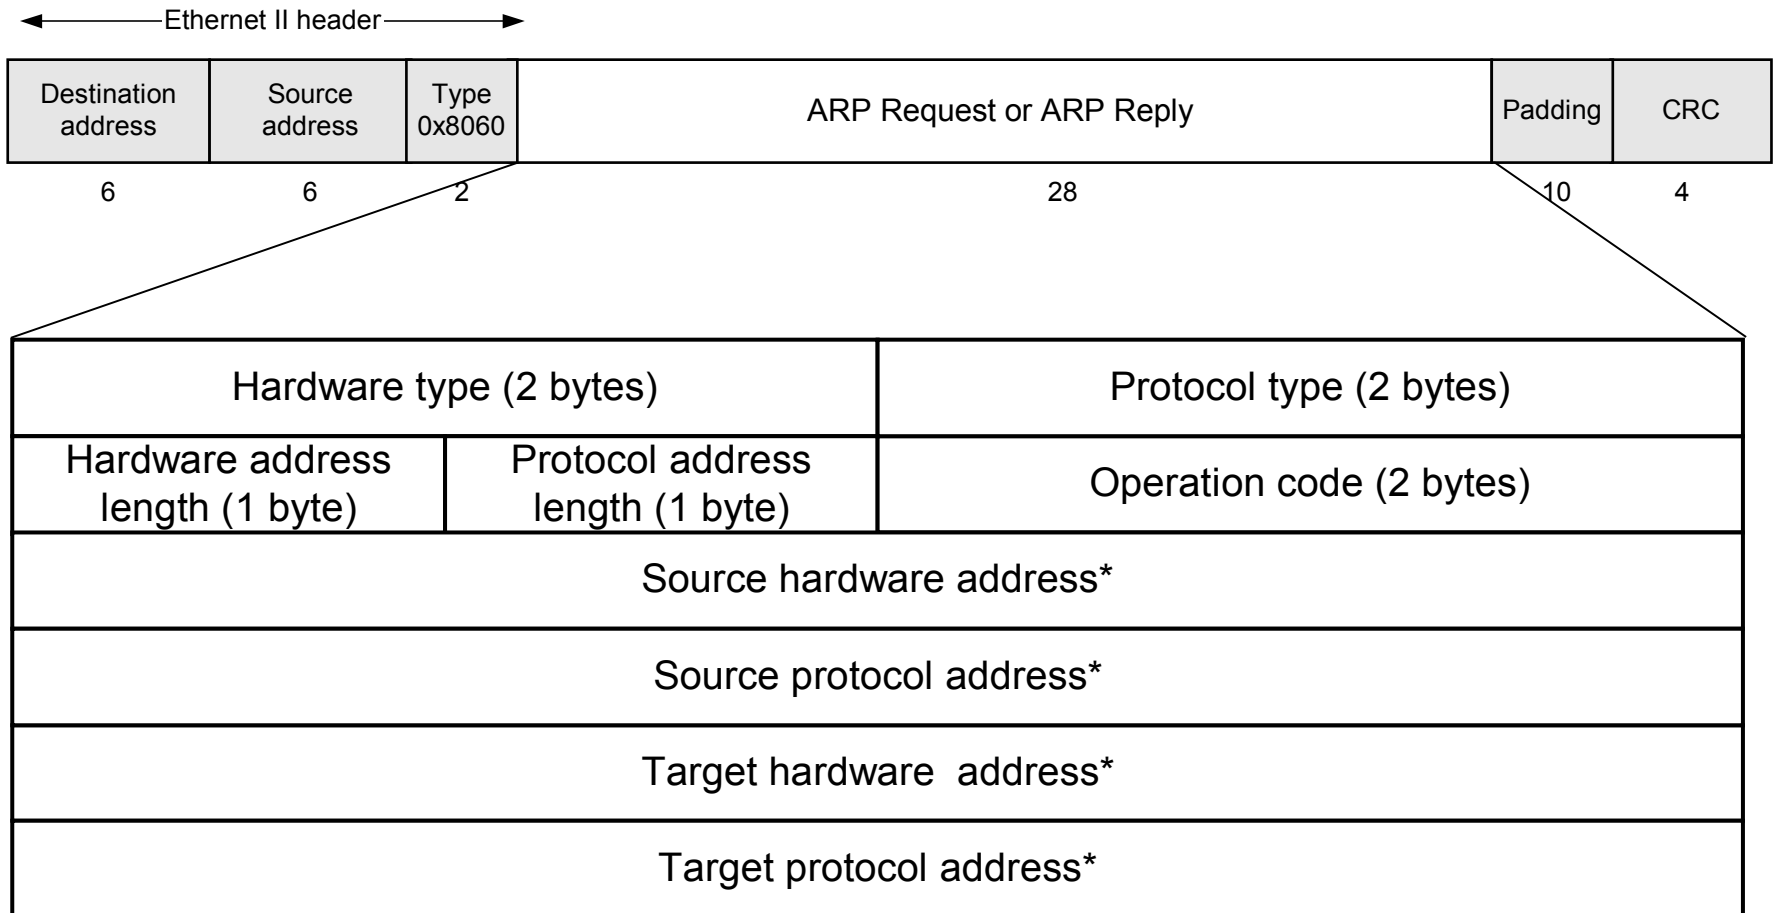 Ethernet II header
Destination
address
Source
address
Type
0x8060
ARP Request or ARP Reply
Padding
CRC
6
6
2
28
10
4
Hardware type (2 bytes)
Protocol type (2 bytes)
Hardware address
length (1 byte)
Protocol address
length (1 byte)
Operation code (2 bytes)
Source hardware address*
Source protocol address*
Target hardware  address*
Target protocol address*